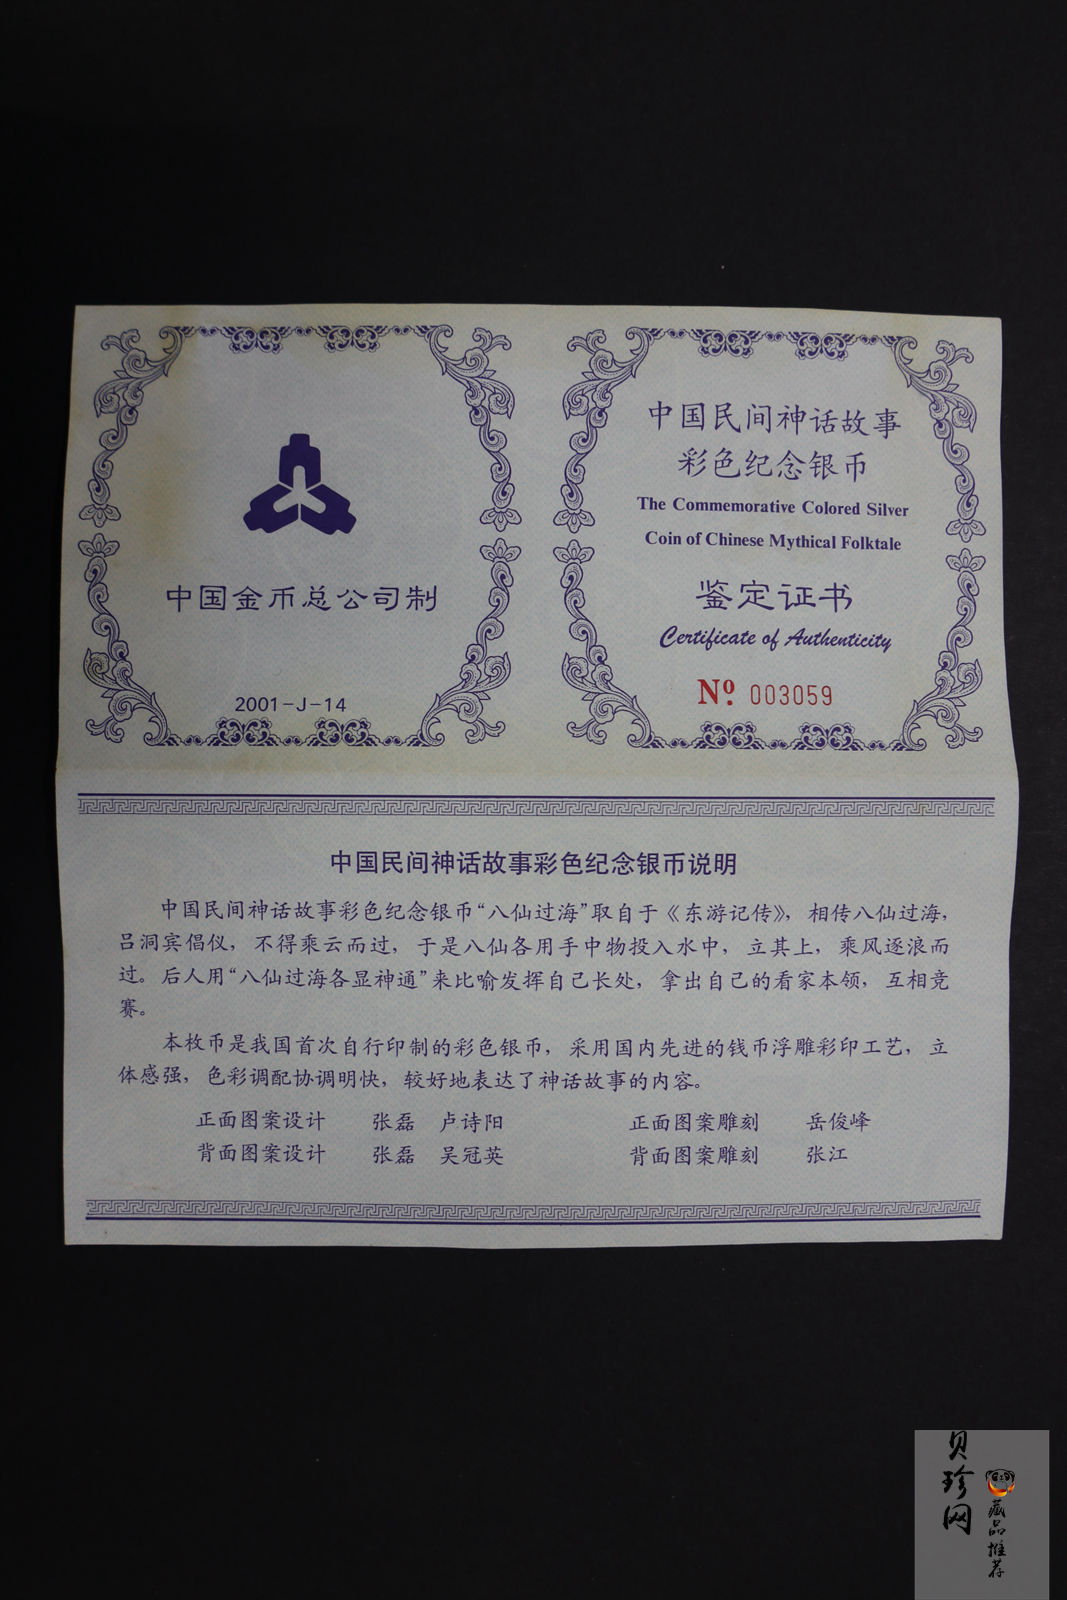 中国金币总公司制
2001-J-14
中国民间神话故事
彩色纪念银币
The Commemorative Colored Silver
Coin of Chinese Mythical Folktale
鉴定证书
Certificate of Authenticity
Nº. 003059
中国民间神话故事彩色纪念银币说明
中国民间神话故事彩色纪念银币“八仙过海”取自于《东游记传》，相传八仙过海，
吕洞宾倡仪，不得乘云而过，于是八仙各用手中物投入水中，立其上，乘风逐浪而
过。后人用“八仙过海各显神通”来比喻发挥自己长处，拿出自己的看家本领，互相竞
赛。
本枚币是我国首次自行印制的彩色银币，采用国内先进的钱币浮雕彩印工艺，立
体感强，色彩调配协调明快，较好地表达了神话故事的内容。
正面图案设计 张磊 卢诗阳 正面图案雕刻 岳俊峰
背面图案设计 张磊 吴冠英 背面图案雕刻 张江
贝珍网
藏品推荐